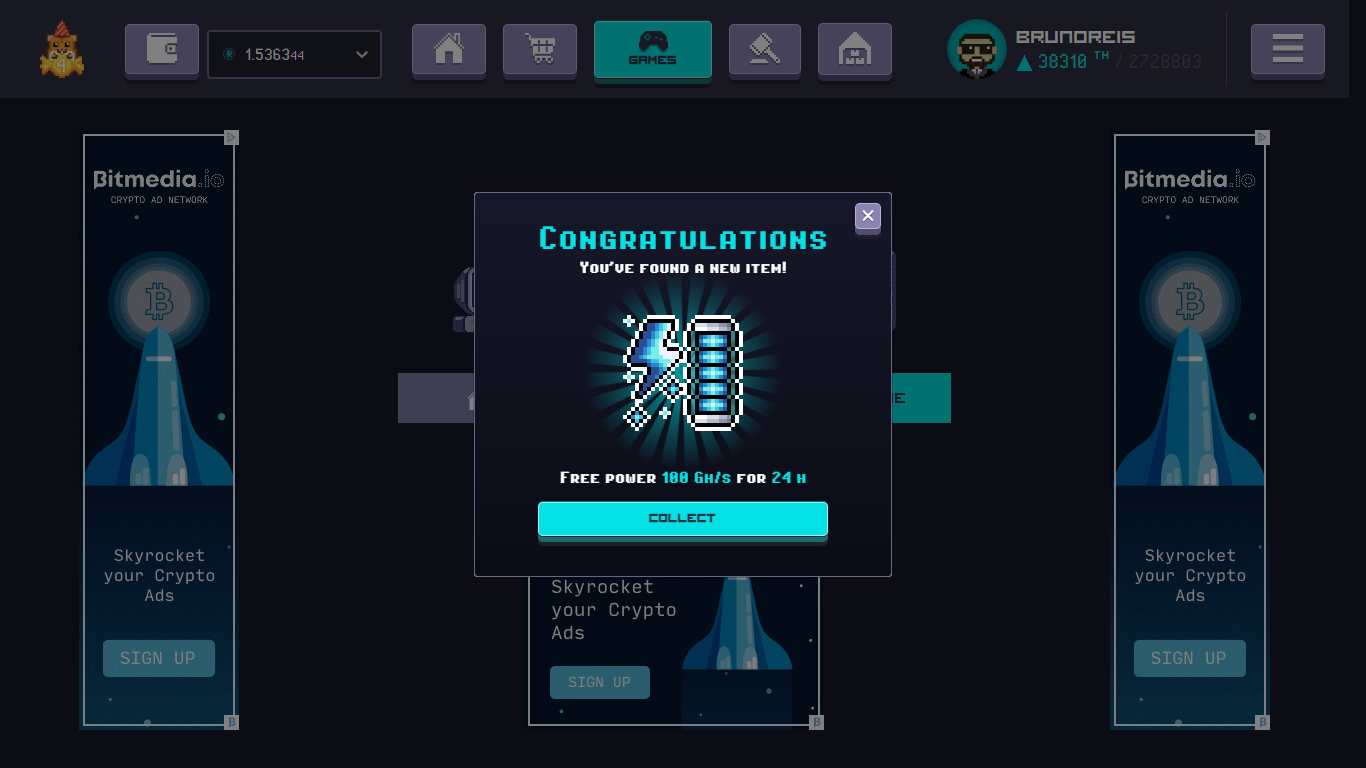 1.536344
GAMES
BRUNOREIS
38310 TH / 2728803
Bitmedia.io
CRYPTO AD NETWORK
Skyrocket
your Crypto
Ads
SIGN UP
CONGRATULATIONS
YOU'VE FOUND A NEW ITEM!
FREE POWER 100 GH/S FOR 24 H
COLLECT
Skyrocket
your Crypto
Ads
SIGN UP
Bitmedia.io
CRYPTO AD NETWORK
Skyrocket
your Crypto
Ads
SIGN UP